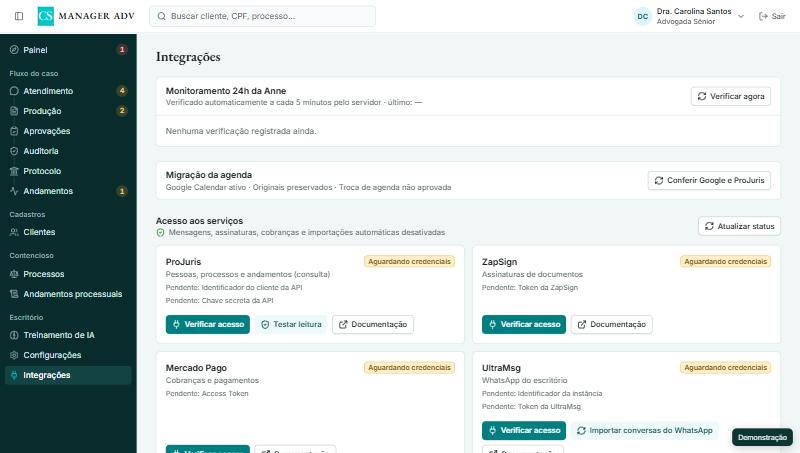 CS MANAGER ADV
Buscar cliente, CPF, processo...
DC
Dra. Carolina Santos
Advogada Sênior
Sair
Painel 1
Fluxo do caso
Atendimento 4
Produção 2
Aprovações
Auditoria
Protocolo
Andamentos 1
Cadastros
Clientes
Contencioso
Processos
Andamentos processuais
Escritório
Treinamento de IA
Configurações
Integrações
Integrações
Monitoramento 24h da Anne
Verificado automaticamente a cada 5 minutos pelo servidor · último: —
Verificar agora
Nenhuma verificação registrada ainda.
Migração da agenda
Google Calendar ativo · Originais preservados · Troca de agenda não aprovada
Conferir Google e ProJuris
Acesso aos serviços
Mensagens, assinaturas, cobranças e importações automáticas desativadas
Atualizar status
ProJuris
Aguardando credenciais
Pessoas, processos e andamentos (consulta)
Pendente: Identificador do cliente da API
Pendente: Chave secreta da API
Verificar acesso
Testar leitura
Documentação
ZapSign
Aguardando credenciais
Assinaturas de documentos
Pendente: Token da ZapSign
Verificar acesso
Documentação
Mercado Pago
Aguardando credenciais
Cobranças e pagamentos
Pendente: Access Token
UltraMsg
Aguardando credenciais
WhatsApp do escritório
Pendente: Identificador da instância
Pendente: Token da UltraMsg
Verificar acesso
Importar conversas do WhatsApp
Demonstração